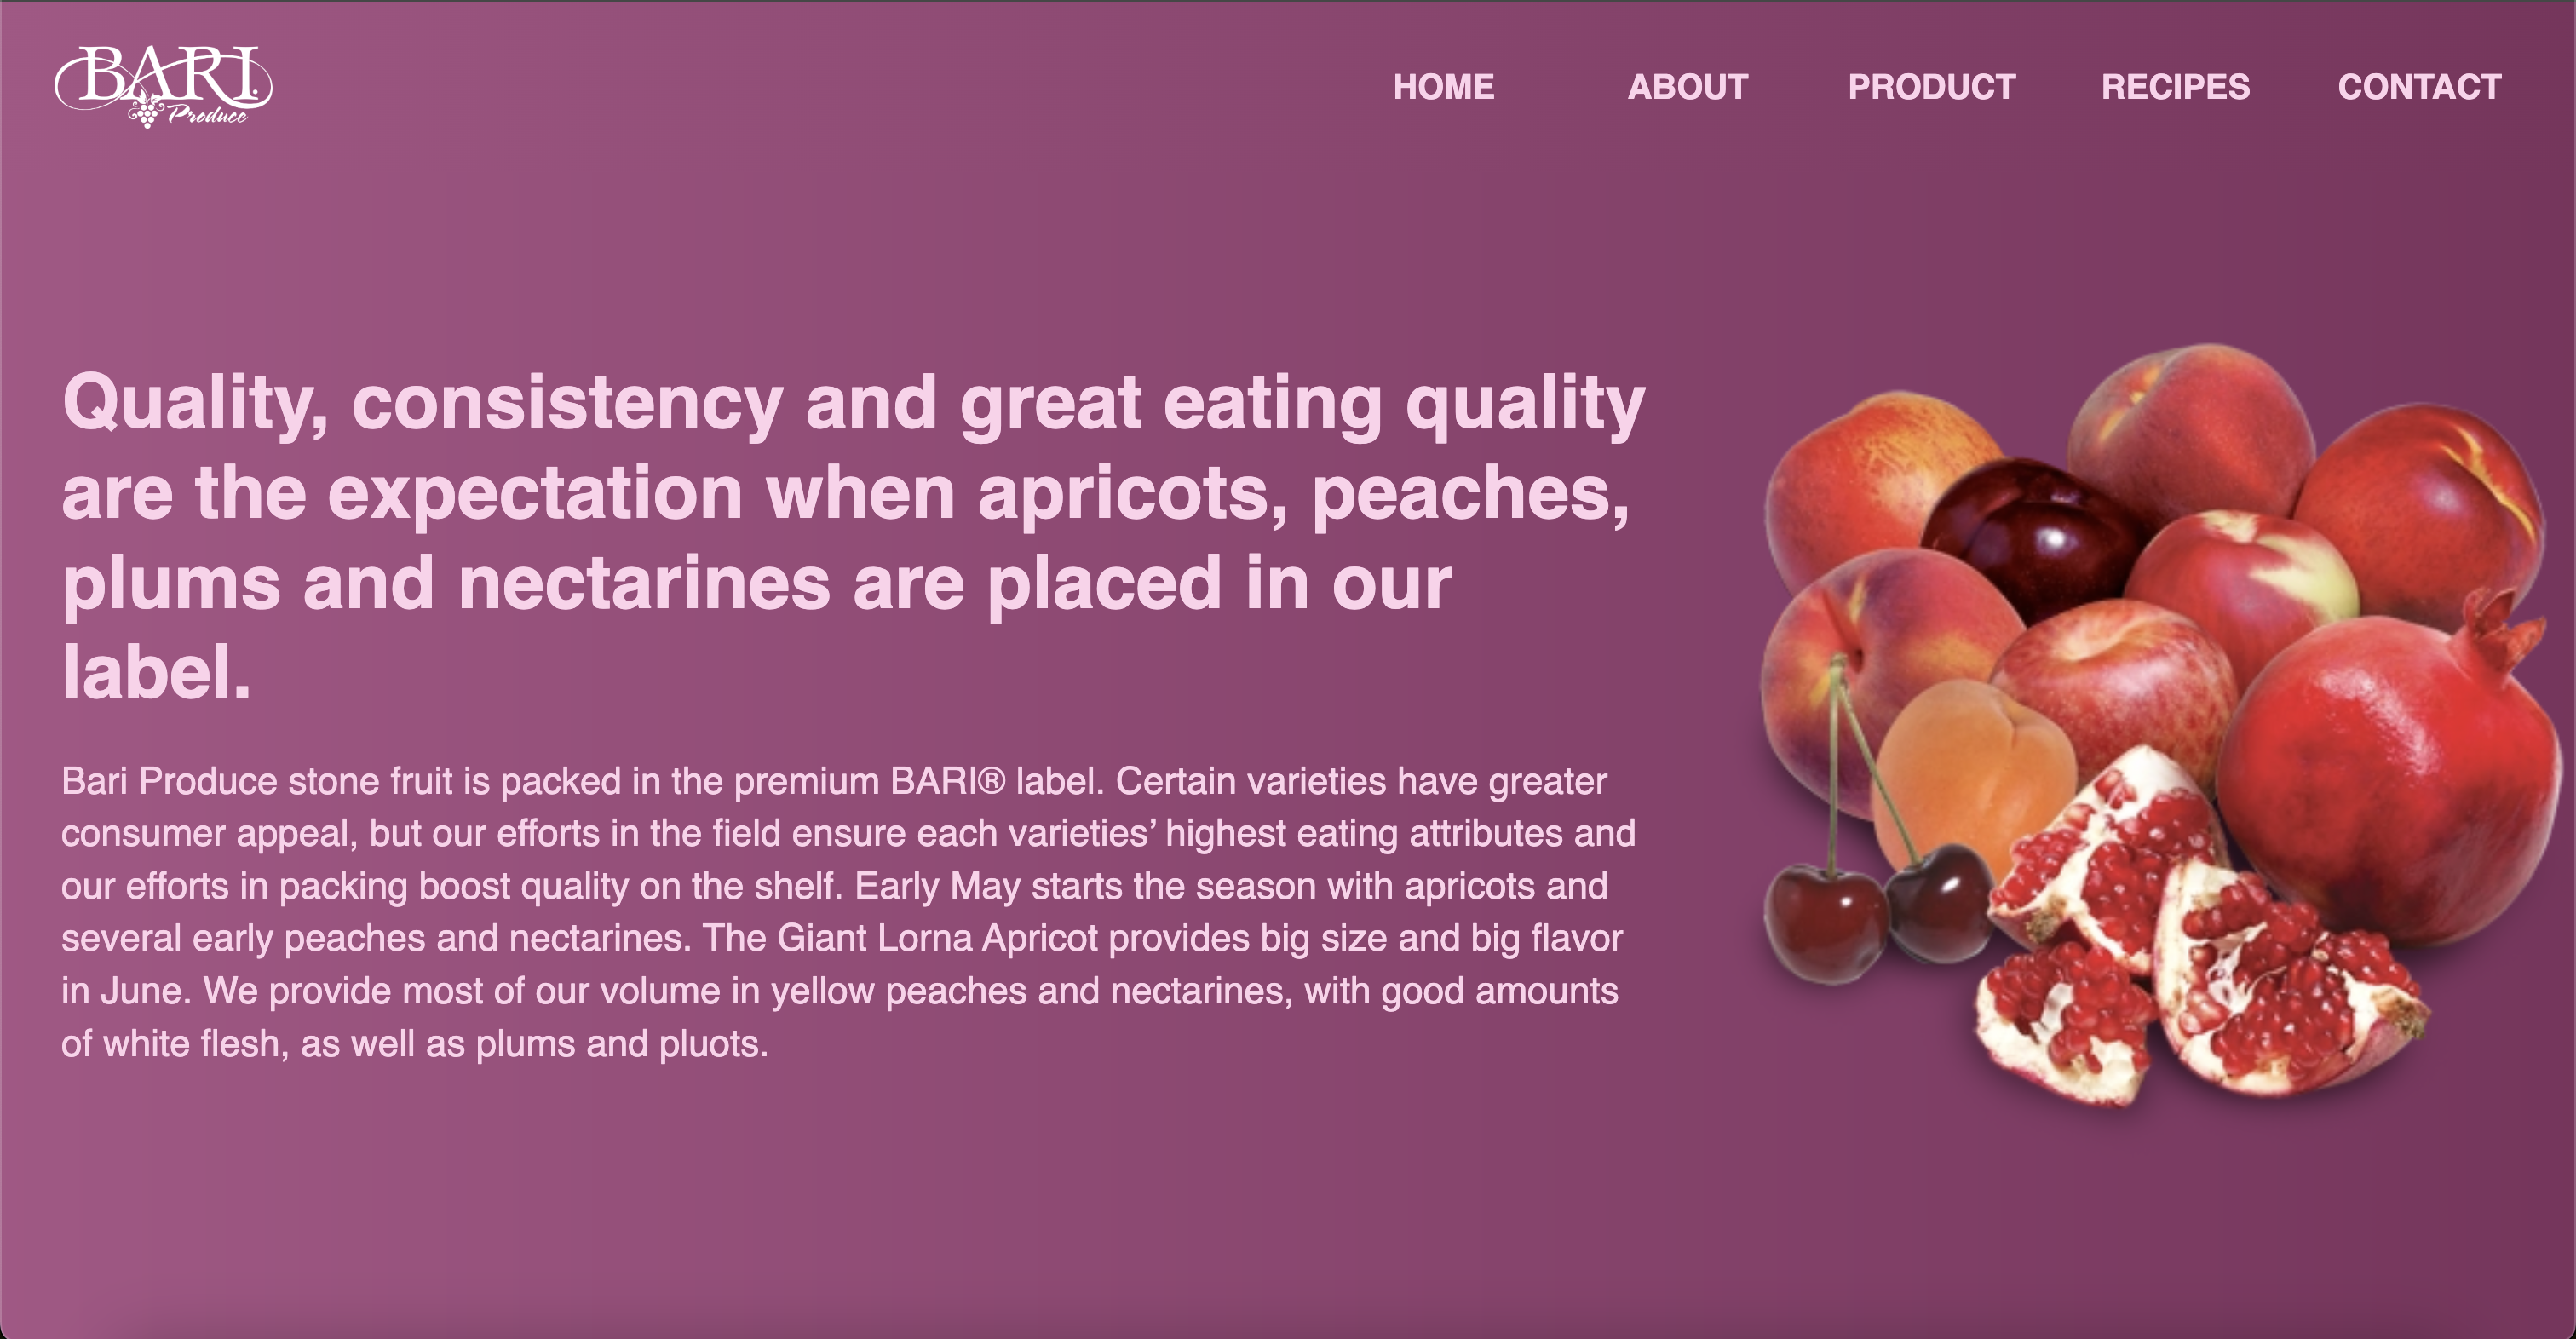 BARI.
Produce
HOME ABOUT PRODUCT RECIPES CONTACT
Quality, consistency and great eating quality
are the expectation when apricots, peaches,
plums and nectarines are placed in our
label.
Bari Produce stone fruit is packed in the premium BARI® label. Certain varieties have greater
consumer appeal, but our efforts in the field ensure each varieties’ highest eating attributes and
our efforts in packing boost quality on the shelf. Early May starts the season with apricots and
several early peaches and nectarines. The Giant Lorna Apricot provides big size and big flavor
in June. We provide most of our volume in yellow peaches and nectarines, with good amounts
of white flesh, as well as plums and pluots.